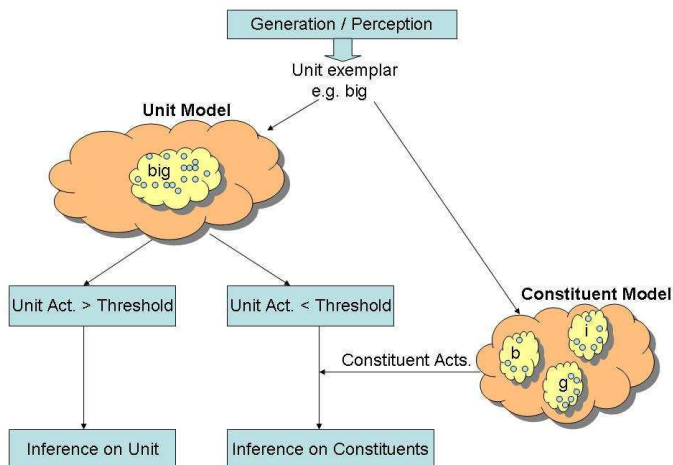 Generation / Perception
Unit exemplar
e.g. big
Unit Model
big
Unit Act. > Threshold
Unit Act. < Threshold
Constituent Model
i
b
g
Constituent Acts.
Inference on Unit
Inference on Constituents